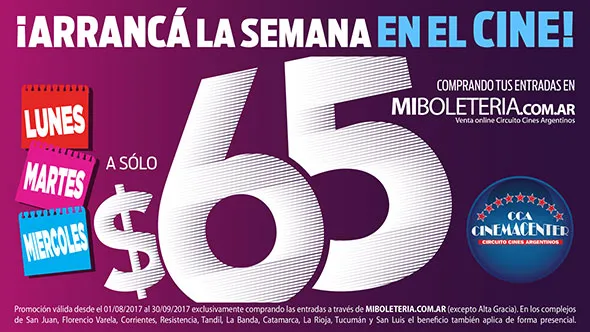 ¡ARRANCÁ LA SEMANA EN EL CINE!
LUNES
MARTES
MIERCOLES
A SÓLO
$65
COMPRANDO TUS ENTRADAS EN
MIBOLETERIA.COM.AR
Venta online Circuito Cines Argentinos
CCA
CINEMACENTER
CIRCUITO CINES ARGENTINOS
Promoción válida desde el 01/08/2017 al 30/09/2017 exclusivamente comprando las entradas a través de MIBOLETERIA.COM.AR (excepto Alta Gracia). En los complejos
de San Juan, Florencio Varela, Corrientes, Resistencia, Tandil, La Banda, Catamarca, La Rioja, Tucumán y San Luis el beneficio también aplica de forma presencial.